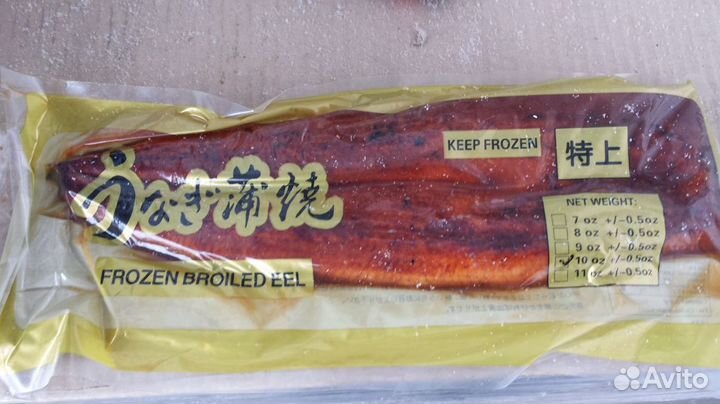 うなぎ蒲焼
FROZEN BROILED EEL
KEEP FROZEN
特上
NET WEIGHT:
7 oz +/-0.5oz
8 oz +/-0.5oz
9 oz +/-0.5oz
10 oz +/-0.5oz
11 oz +/-0.5oz
Avito